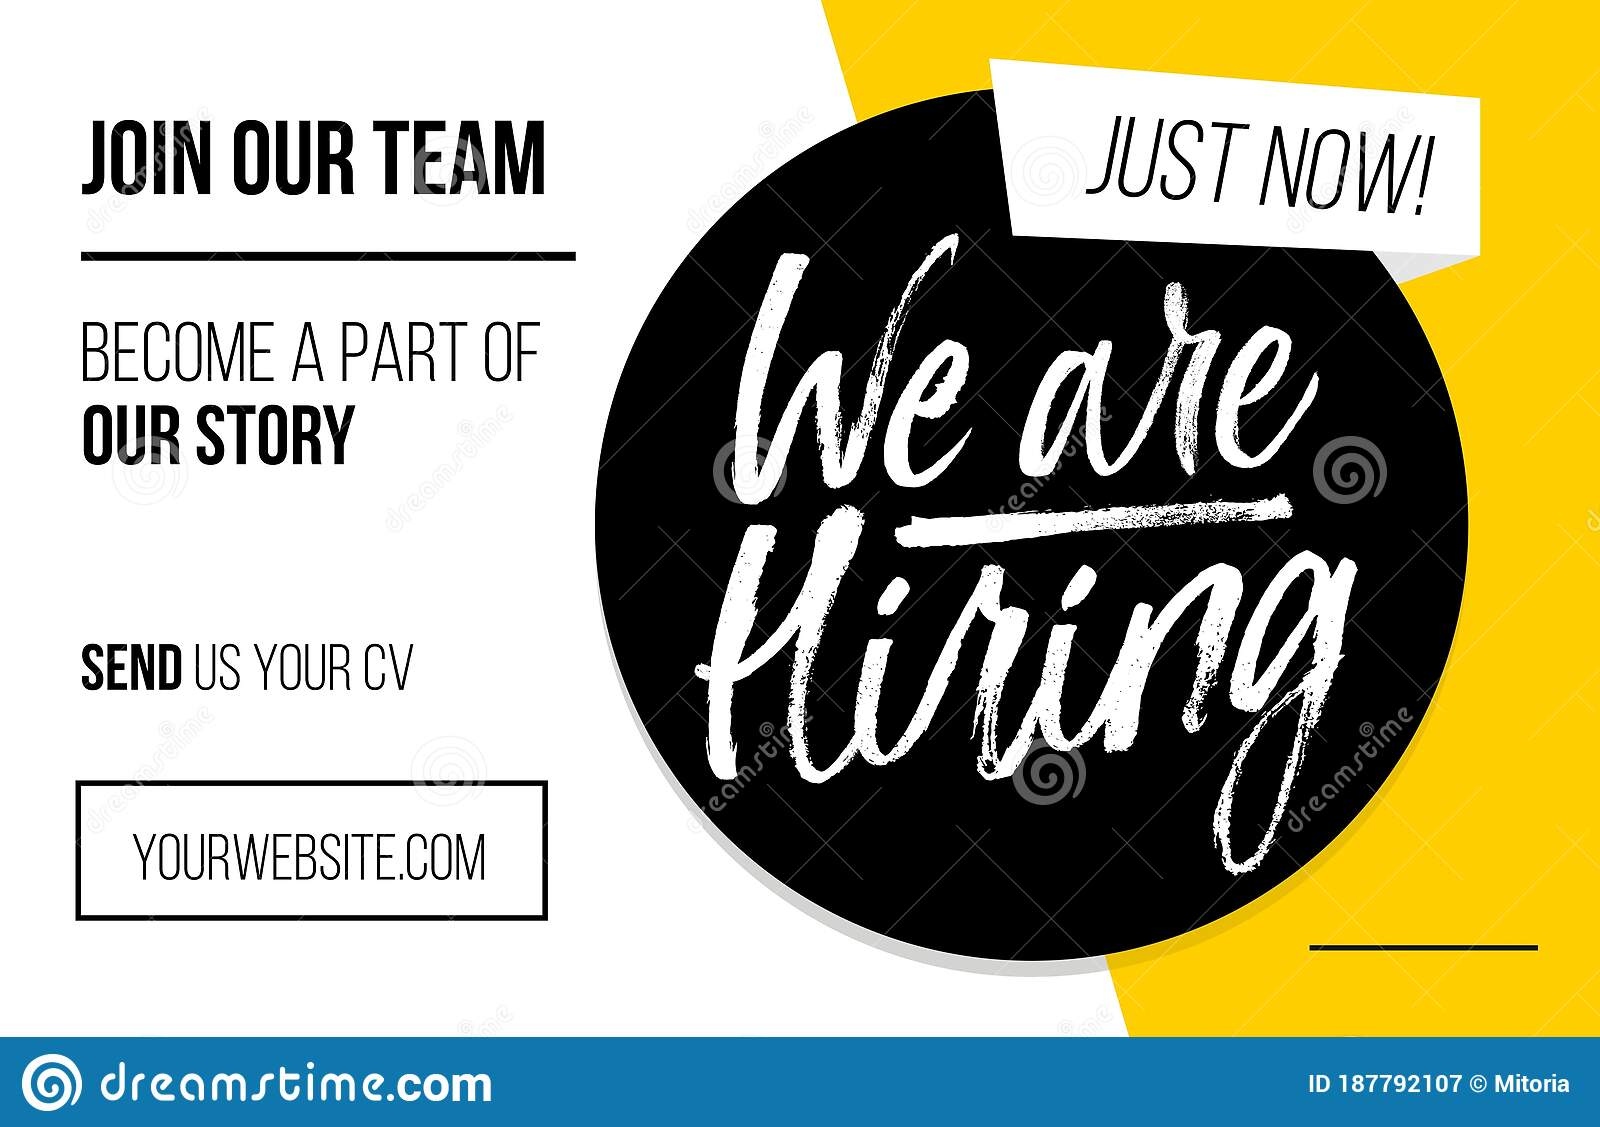 JOIN OUR TEAM
BECOME A PART OF
OUR STORY
SEND US YOUR CV
YOURWEBSITE.COM
JUST NOW!
We are
Hiring
dreamstime.com
ID 187792107 © Mitoria